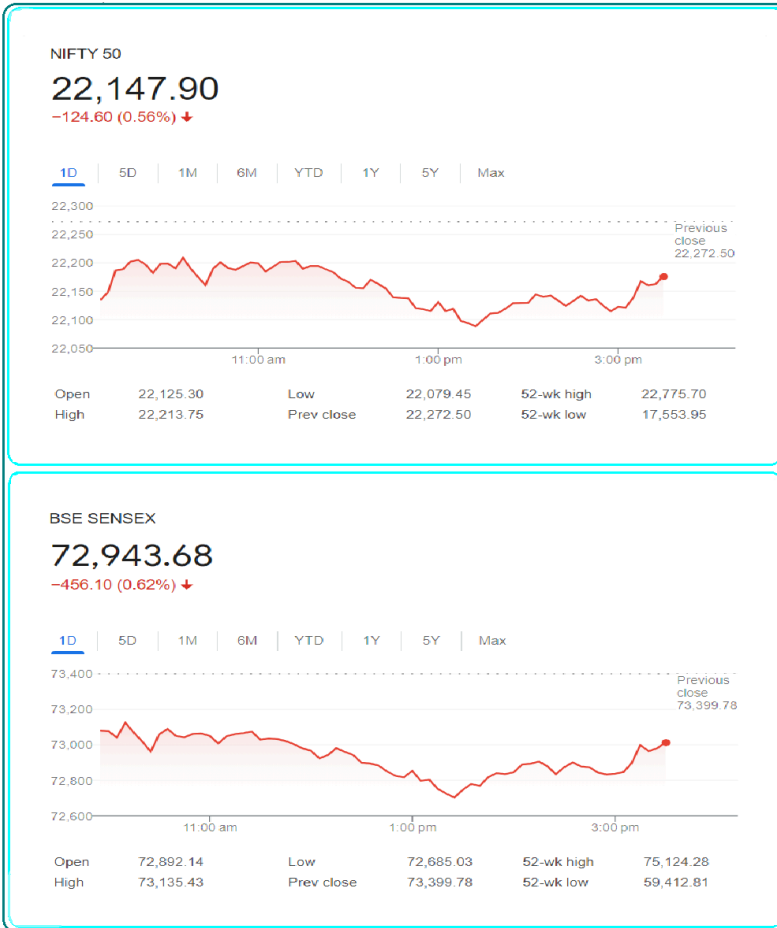 NIFTY 50
22,147.90
−124.60 (0.56%) ↓
1D 5D 1M 6M YTD 1Y 5Y Max
22,300
22,250
22,200
22,150
22,100
22,050
Previous
close
22,272.50
11:00 am 1:00 pm 3:00 pm
Open 22,125.30 Low 22,079.45 52-wk high 22,775.70
High 22,213.75 Prev close 22,272.50 52-wk low 17,553.95
BSE SENSEX
72,943.68
−456.10 (0.62%) ↓
1D 5D 1M 6M YTD 1Y 5Y Max
73,400
73,200
73,000
72,800
72,600
Previous
close
73,399.78
11:00 am 1:00 pm 3:00 pm
Open 72,892.14 Low 72,685.03 52-wk high 75,124.28
High 73,135.43 Prev close 73,399.78 52-wk low 59,412.81